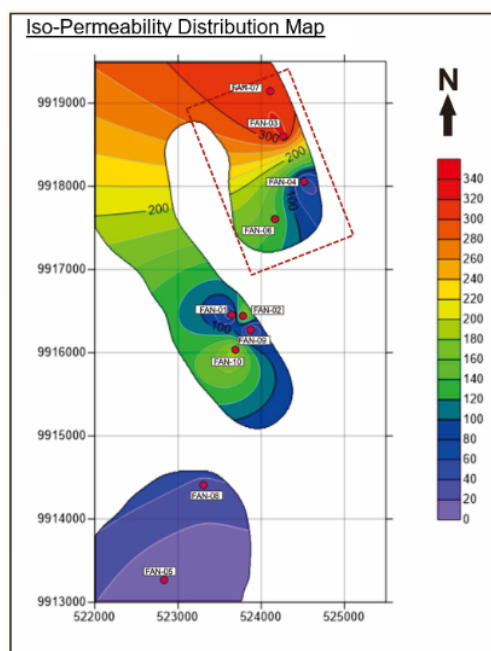 Iso-Permeability Distribution Map
N
9919000
9918000
9917000
9916000
9915000
9914000
9913000
522000
523000
524000
525000
FAN-07
FAN-03
300
200
FAN-04
100
200
FAN-06
FAN-01
FAN-02
100
FAN-09
FAN-10
FAN-08
FAN-05
340
320
300
280
260
240
220
200
180
160
140
120
100
80
60
40
20
0